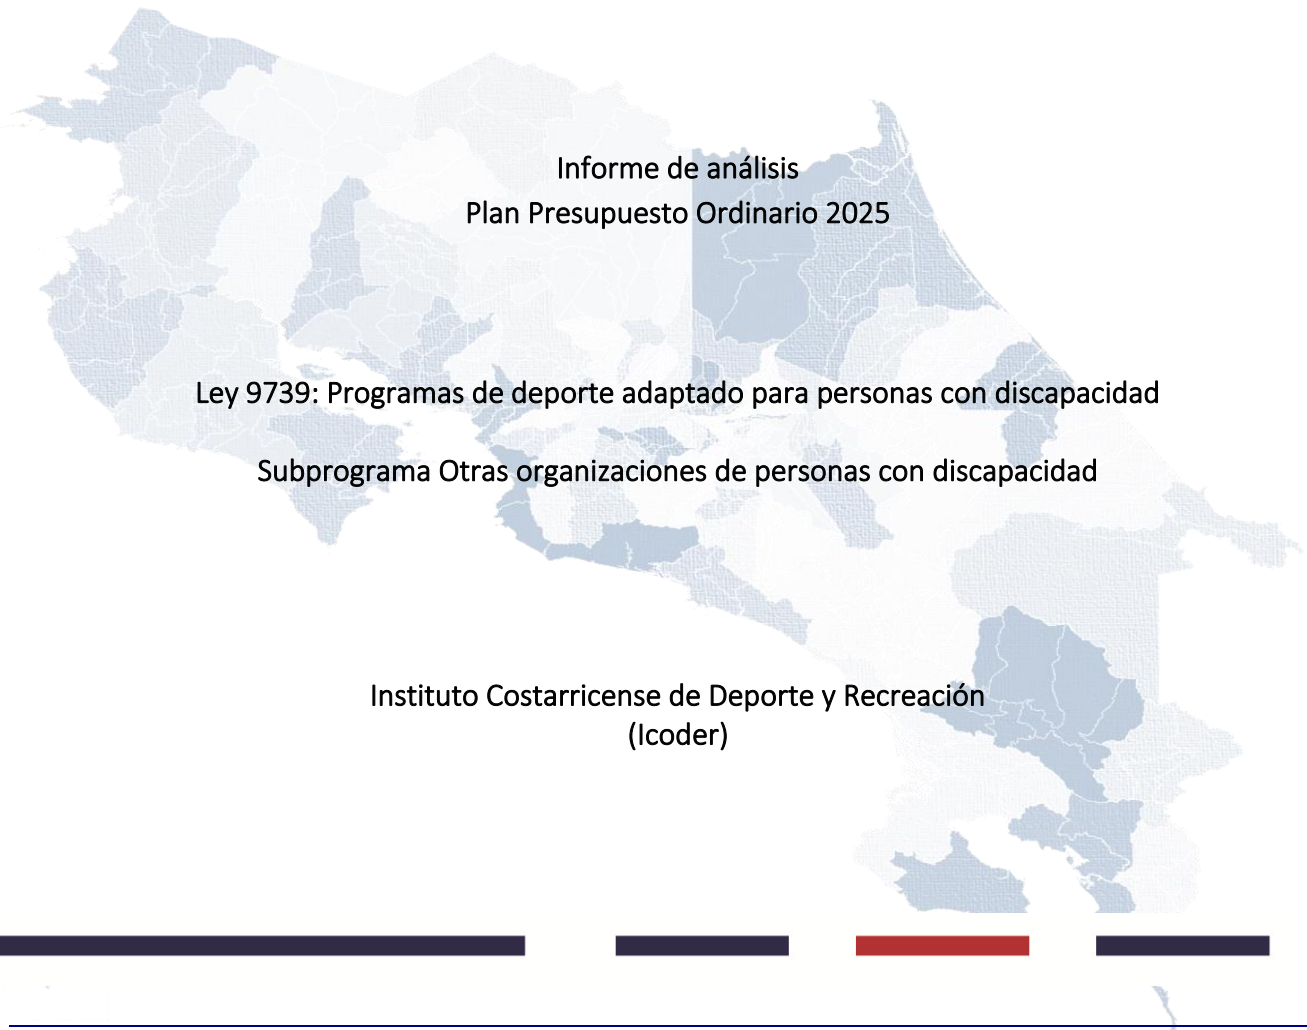 Informe de análisis
Plan Presupuesto Ordinario 2025
Ley 9739: Programas de deporte adaptado para personas con discapacidad
Subprograma Otras organizaciones de personas con discapacidad
Instituto Costarricense de Deporte y Recreación
(Icoder)